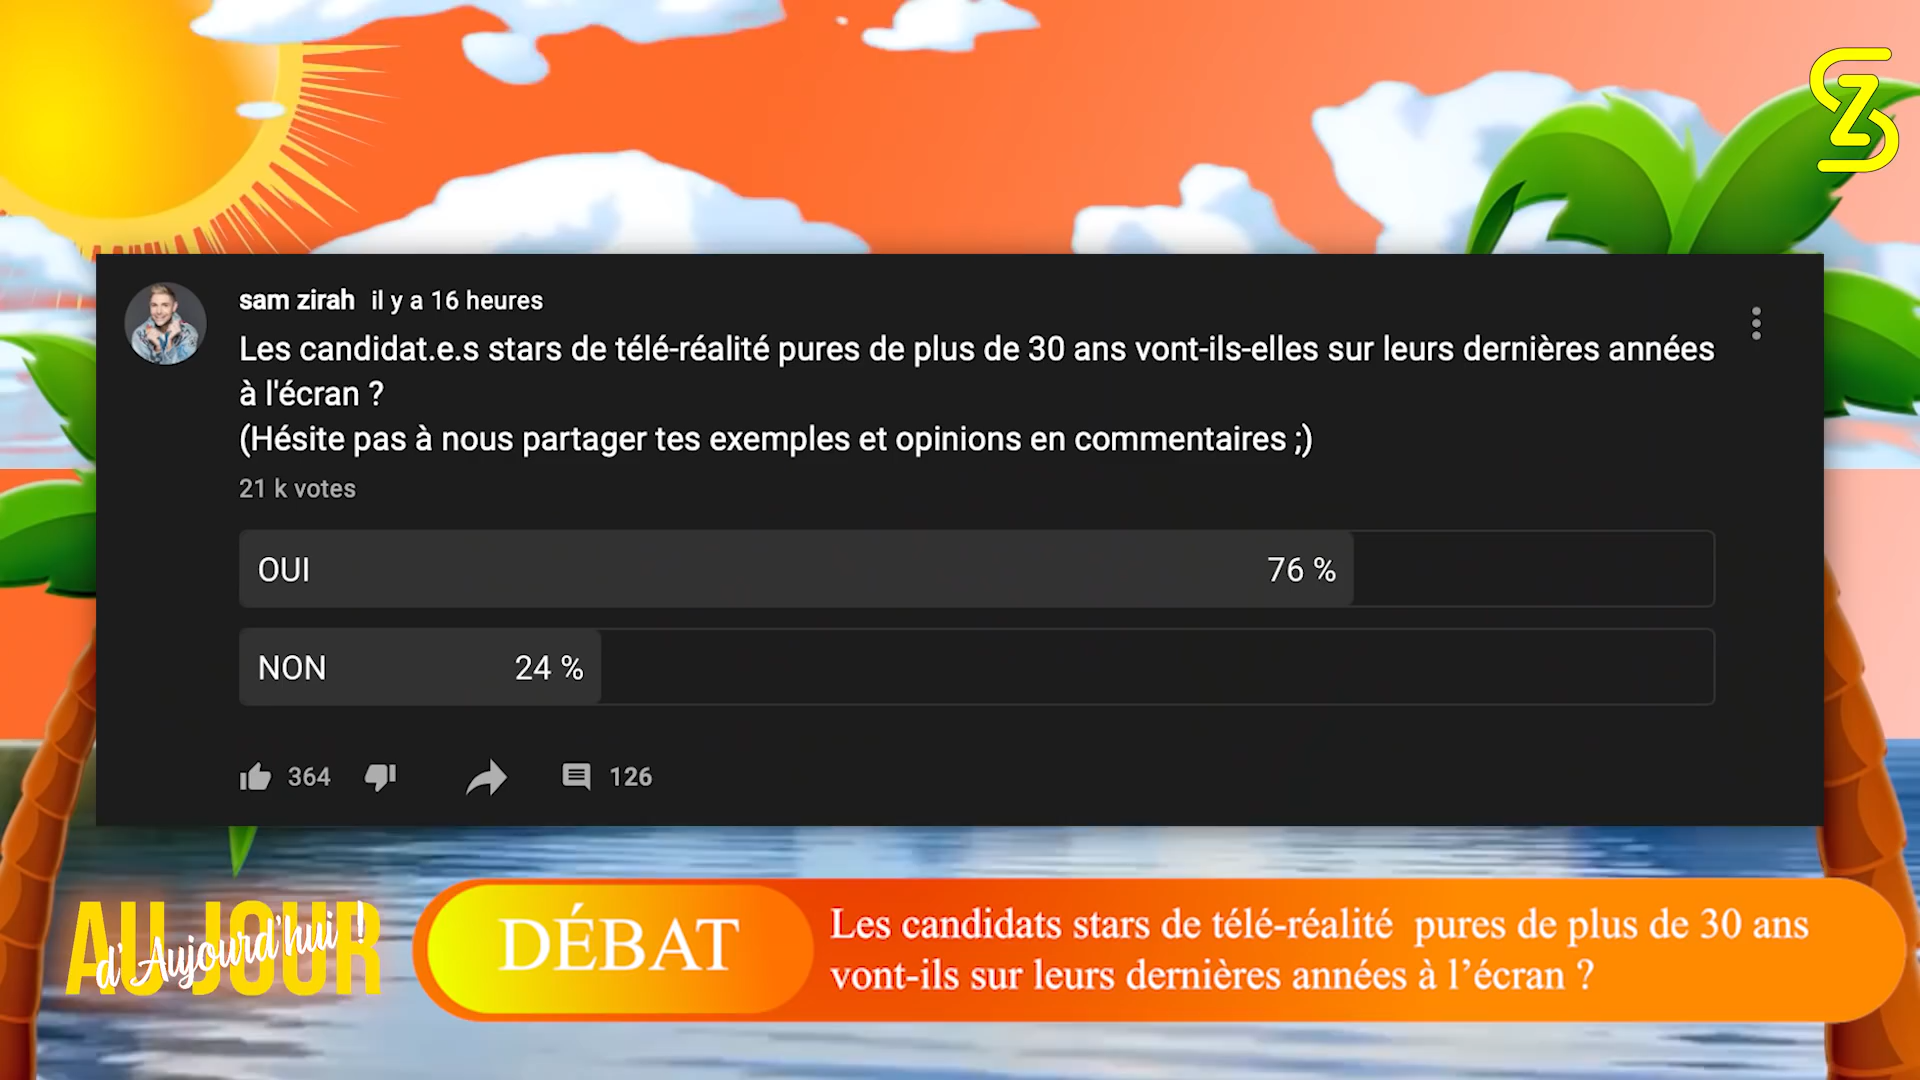 SZ
sam zirah il y a 16 heures
Les candidat.e.s stars de télé-réalité pures de plus de 30 ans vont-ils-elles sur leurs dernières années
à l'écran ?
(Hésite pas à nous partager tes exemples et opinions en commentaires ;)
21 k votes
OUI 76 %
NON 24 %
364 126
AU JOUR
d'Aujourd'hui !
DÉBAT
Les candidats stars de télé-réalité pures de plus de 30 ans
vont-ils sur leurs dernières années à l’écran ?